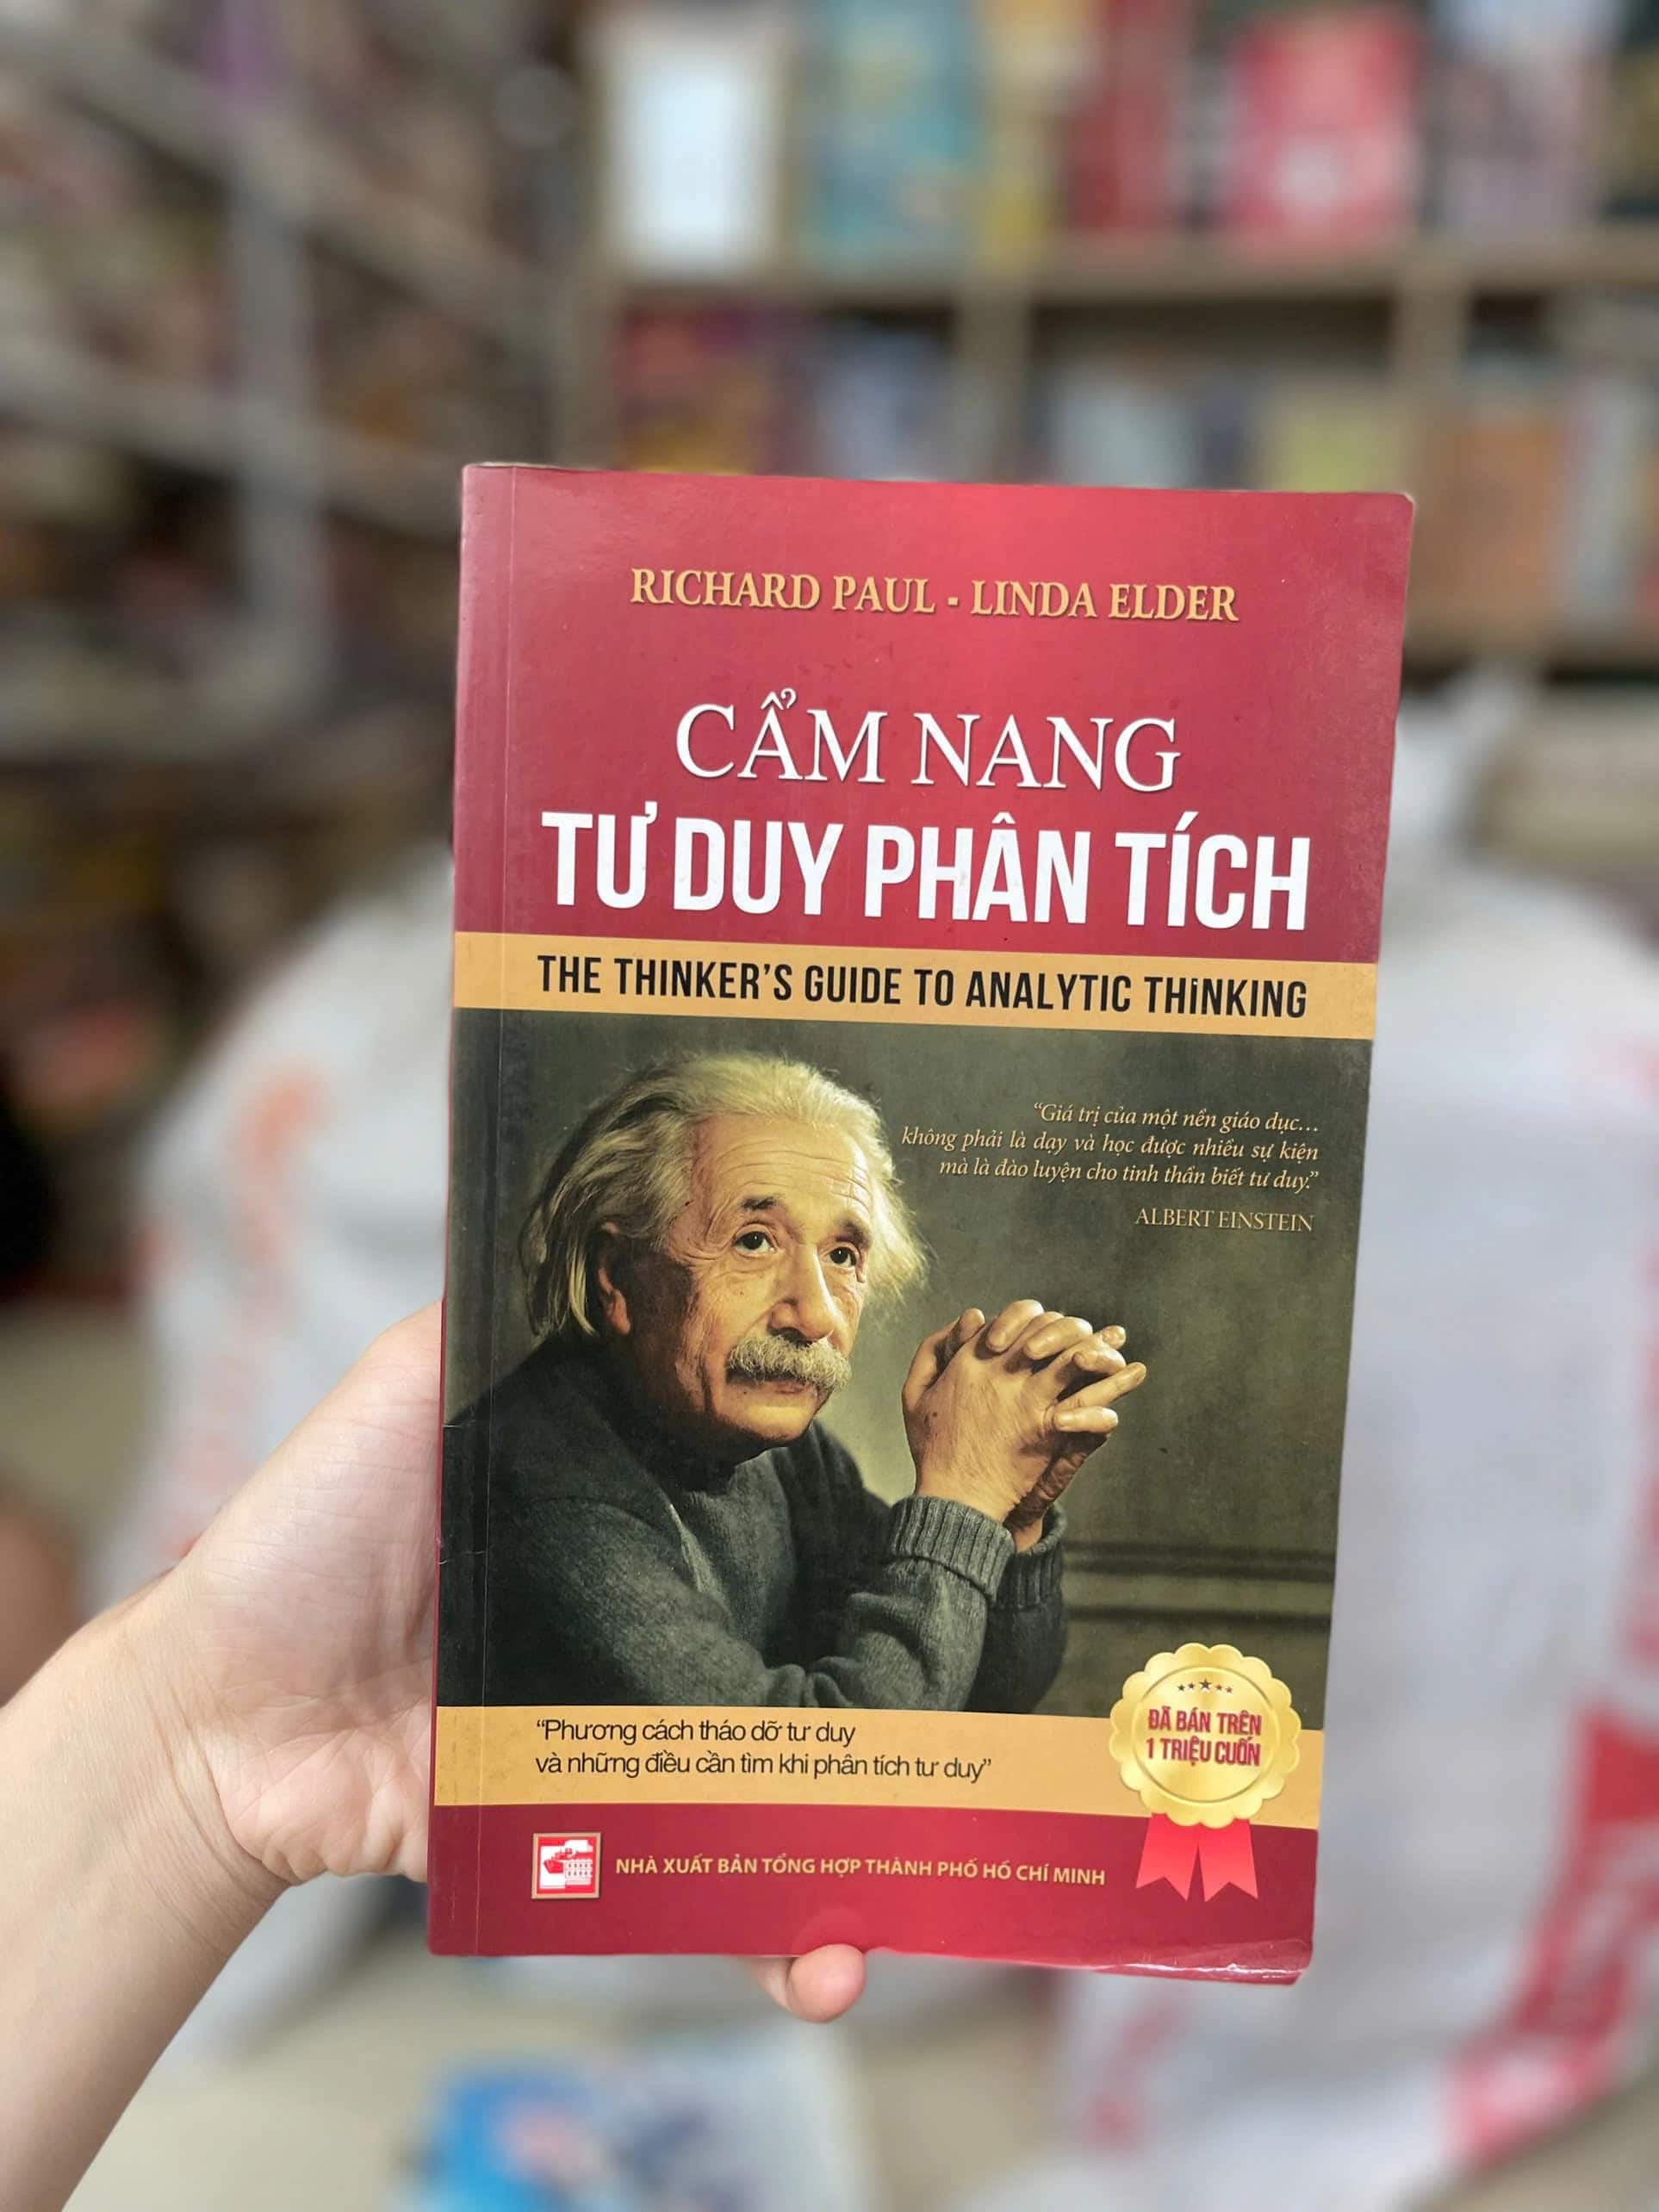 RICHARD PAUL - LINDA ELDER
CẨM NANG
TƯ DUY PHÂN TÍCH
THE THINKER'S GUIDE TO ANALYTIC THINKING
“Giá trị của một nền giáo dục...
không phải là dạy và học được nhiều sự kiện
mà là đào luyện cho tinh thần biết tư duy.”
ALBERT EINSTEIN
“Phương cách tháo dỡ tư duy
và những điều cần tìm khi phân tích tư duy”
ĐÃ BÁN TRÊN
1 TRIỆU CUỐN
NHÀ XUẤT BẢN TỔNG HỢP THÀNH PHỐ HỒ CHÍ MINH